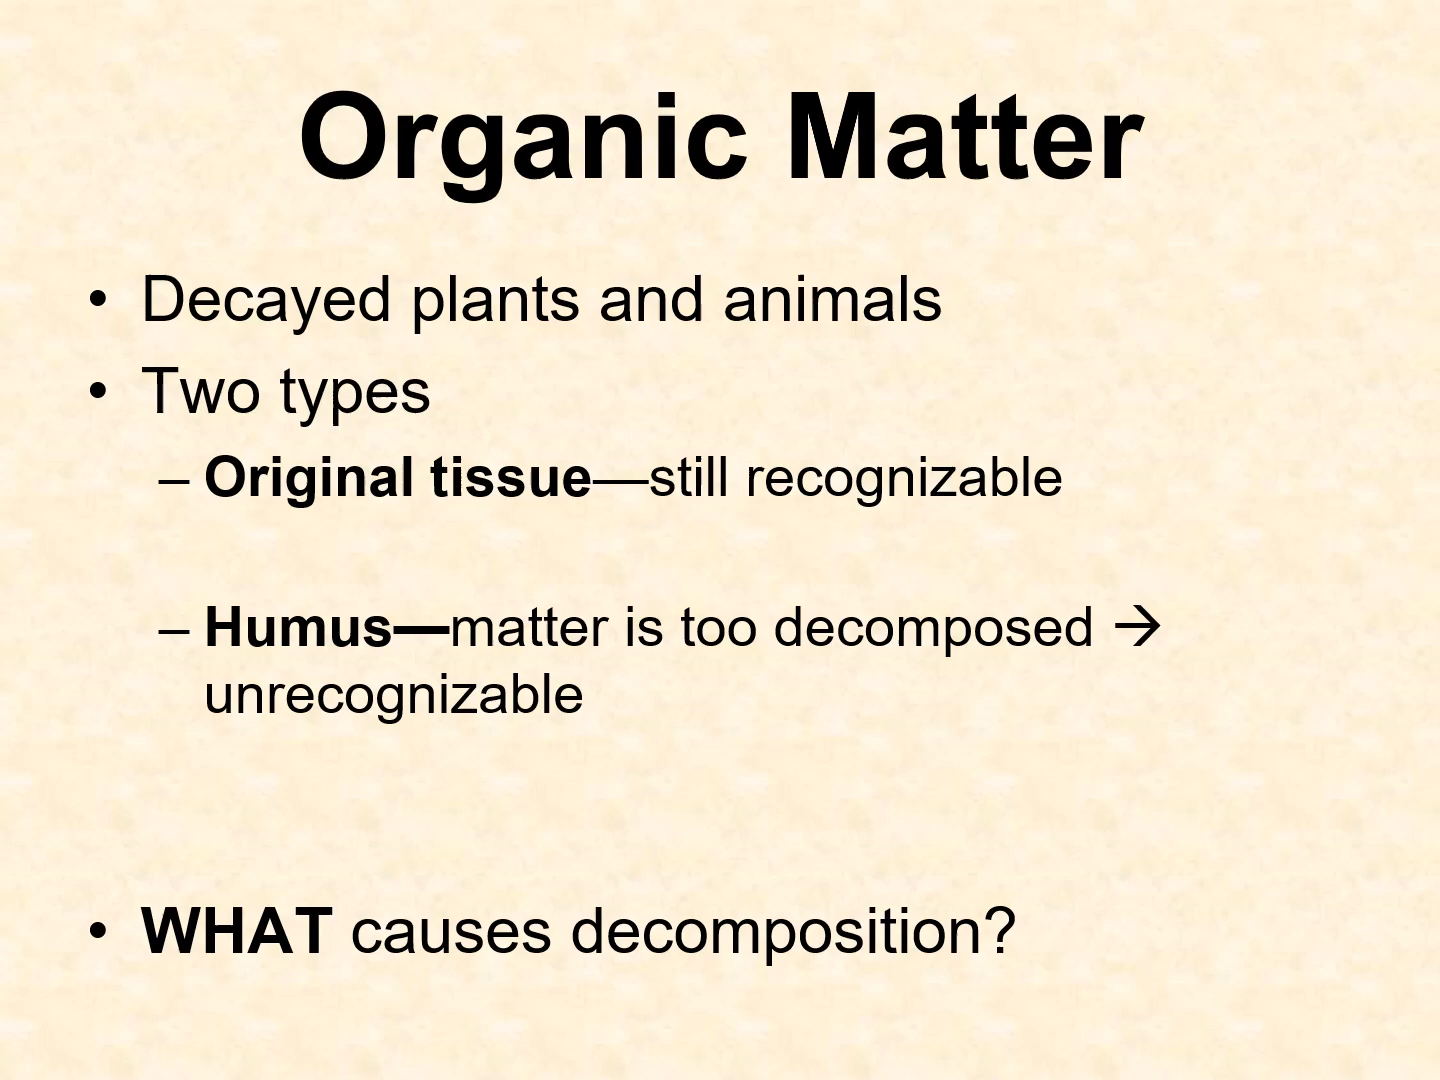 Organic Matter
• Decayed plants and animals
• Two types
– Original tissue—still recognizable
– Humus—matter is too decomposed →
unrecognizable
• WHAT causes decomposition?